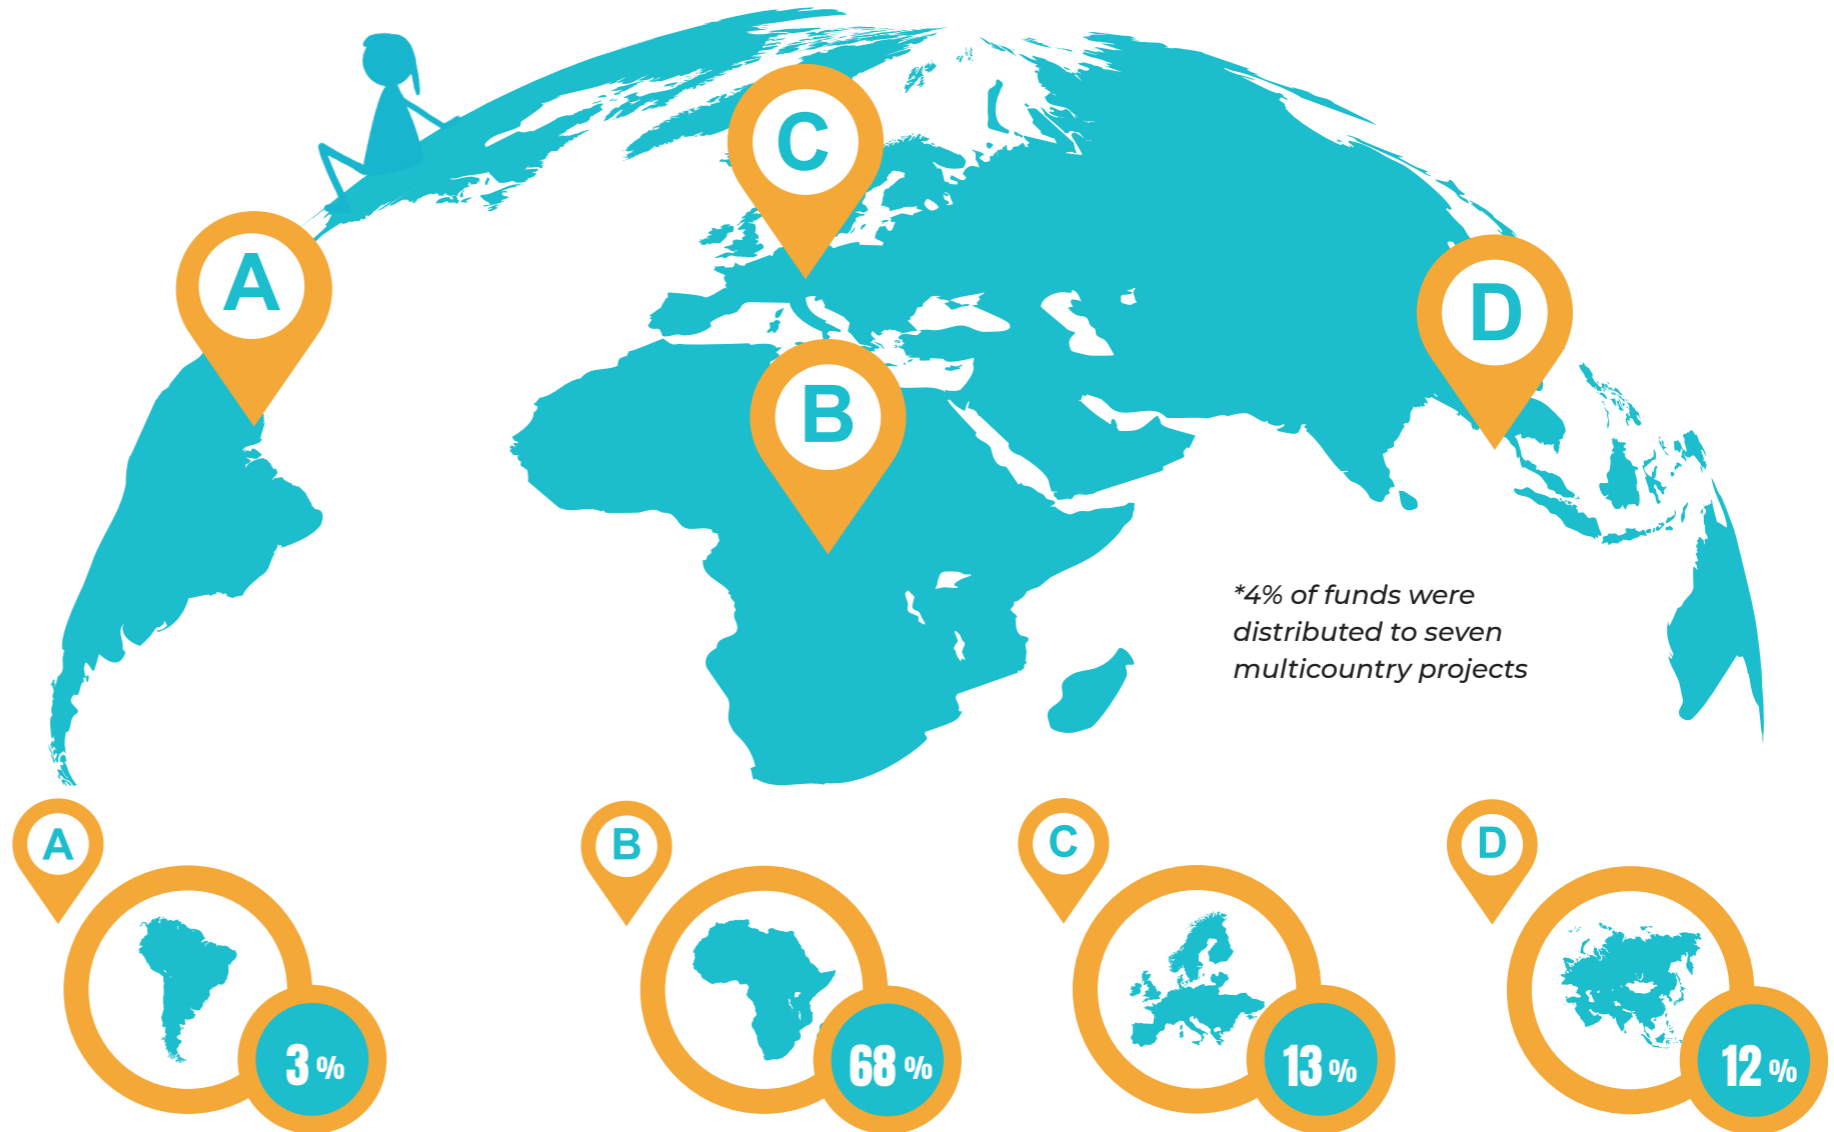 C
A
D
B
*4% of funds were
distributed to seven
multicountry projects
A
B
C
D
3 %
68 %
13 %
12 %